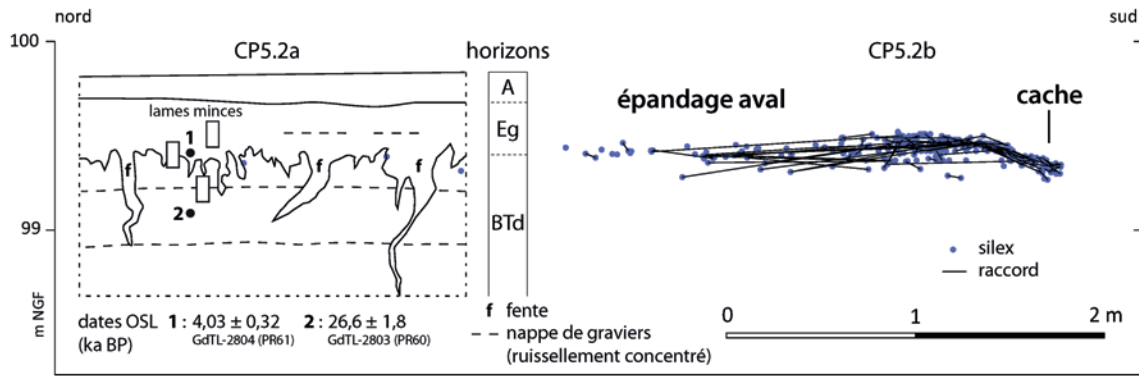 nord
sud
100
99
m NGF
CP5.2a
horizons
CP5.2b
A
Eg
BTd
lames minces
1
2
f
f
f
épandage aval
cache
silex
raccord
f fente
nappe de graviers
(ruissellement concentré)
dates OSL 1 : 4,03 ± 0,32 2 : 26,6 ± 1,8
(ka BP) GdTL-2804 (PR61) GdTL-2803 (PR60)
0 1 2 m